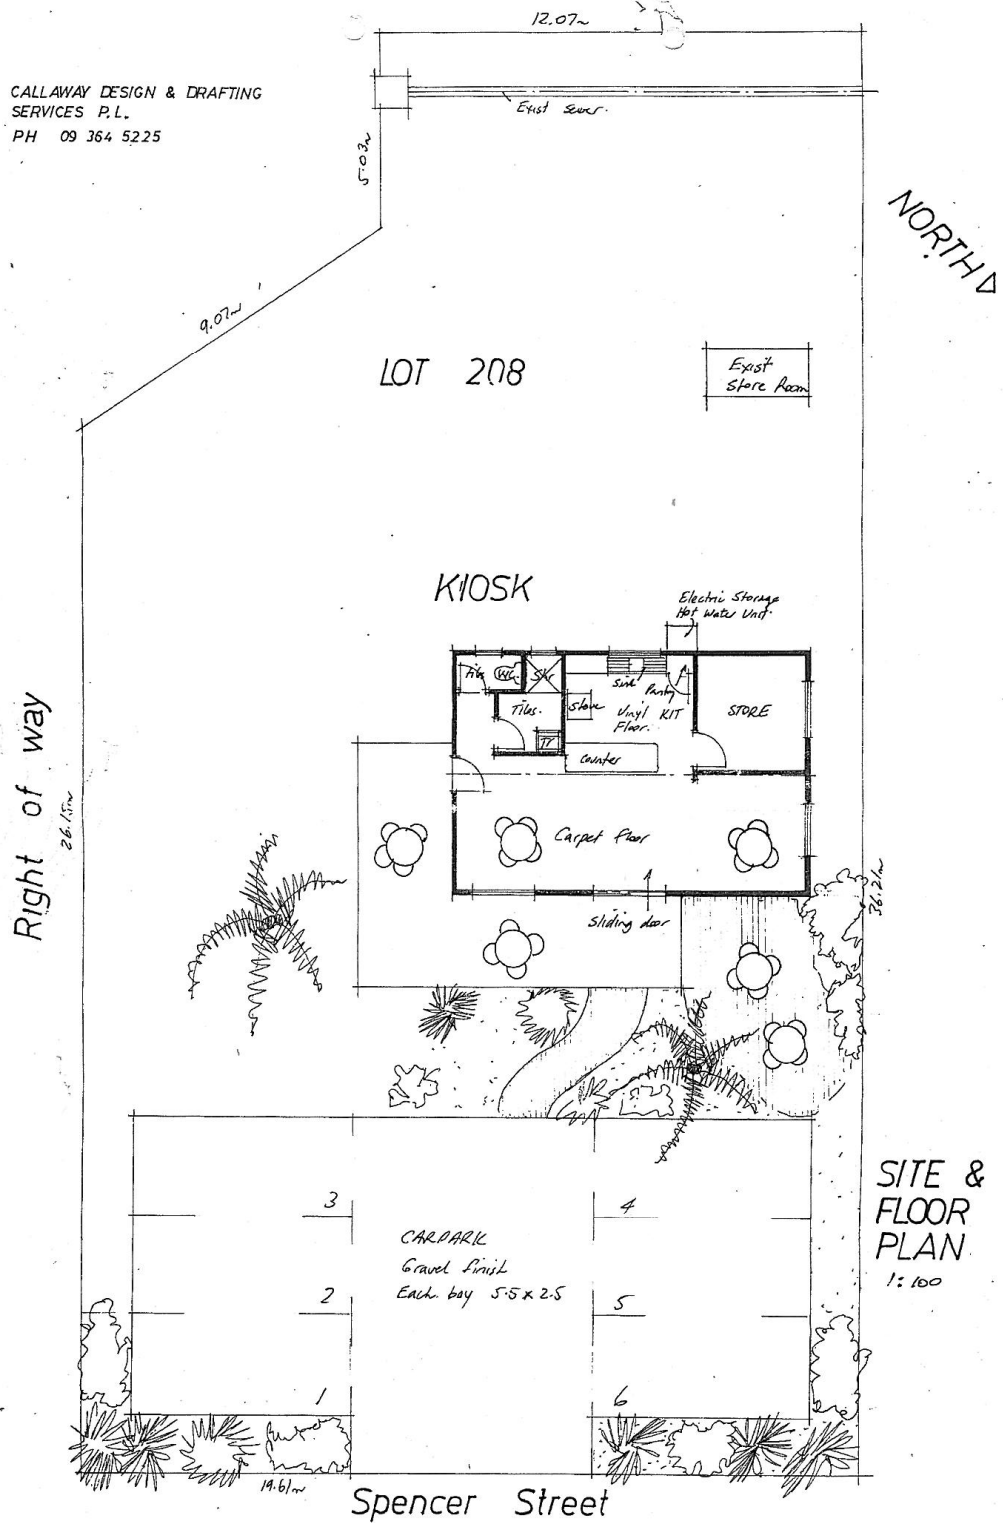 12.07m
CALLAWAY DESIGN & DRAFTING
SERVICES P.L.
PH 09 364 5225
Exist Sewer.
5.03m
NORTH
9.07m
LOT 208
Exist
Store Room
KIOSK
Electric Storage
Hot Water Unit.
Tiles
WC
Shr
Sink
Pantry
Stove
Vinyl
Floor.
KIT
STORE
Tiles.
Tr
Counter
Right of way
26.15m
Carpet floor
36.21m
Sliding door
SITE &
FLOOR
PLAN
1:100
3
4
CARPARK
Gravel finish
Each bay 5.5 x 2.5
2
5
1
6
19.61m
Spencer Street